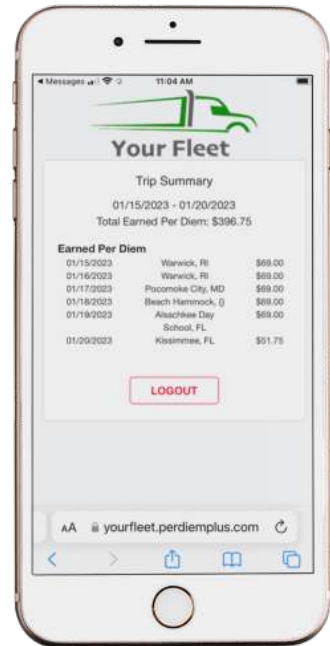 Messages 11:04 AM
Your Fleet
Trip Summary
01/15/2023 - 01/20/2023
Total Earned Per Diem: $396.75
Earned Per Diem
01/15/2023 Warwick, RI $69.00
01/16/2023 Warwick, RI $69.00
01/17/2023 Pocomoke City, MD $69.00
01/18/2023 Beach Hammock, () $69.00
01/19/2023 Alsachkee Day $69.00
School, FL
01/20/2023 Kissimmee, FL $51.75
LOGOUT
AA yourfleet.perdiemplus.com